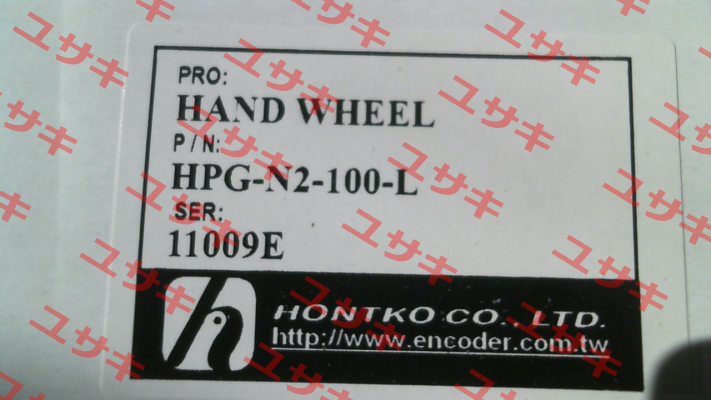 PRO:
HAND WHEEL
P/N:
HPG-N2-100-L
SER:
11009E
HONTKO CO., LTD.
http://www.encoder.com.tw
ユサキ